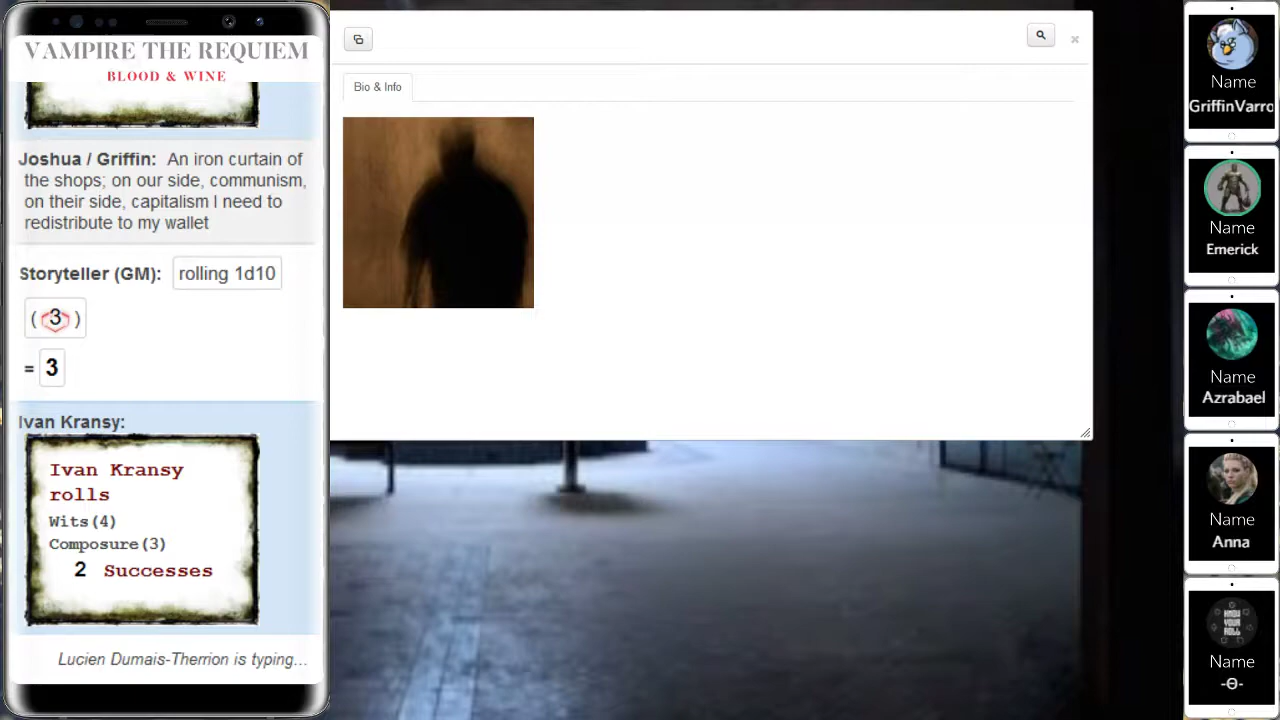 VAMPIRE THE REQUIEM
BLOOD & WINE
Joshua / Griffin: An iron curtain of
the shops; on our side, communism,
on their side, capitalism I need to
redistribute to my wallet
Storyteller (GM): rolling 1d10
(3)
= 3
Ivan Kransy:
Ivan Kransy
rolls
Wits(4)
Composure(3)
2 Successes
Lucien Dumais-Therrion is typing...
Bio & Info
Name
GriffinVarro
Name
Emerick
Name
Azrabael
Name
Anna
KNOW
YOUR
ROLL
Name
-Ө-